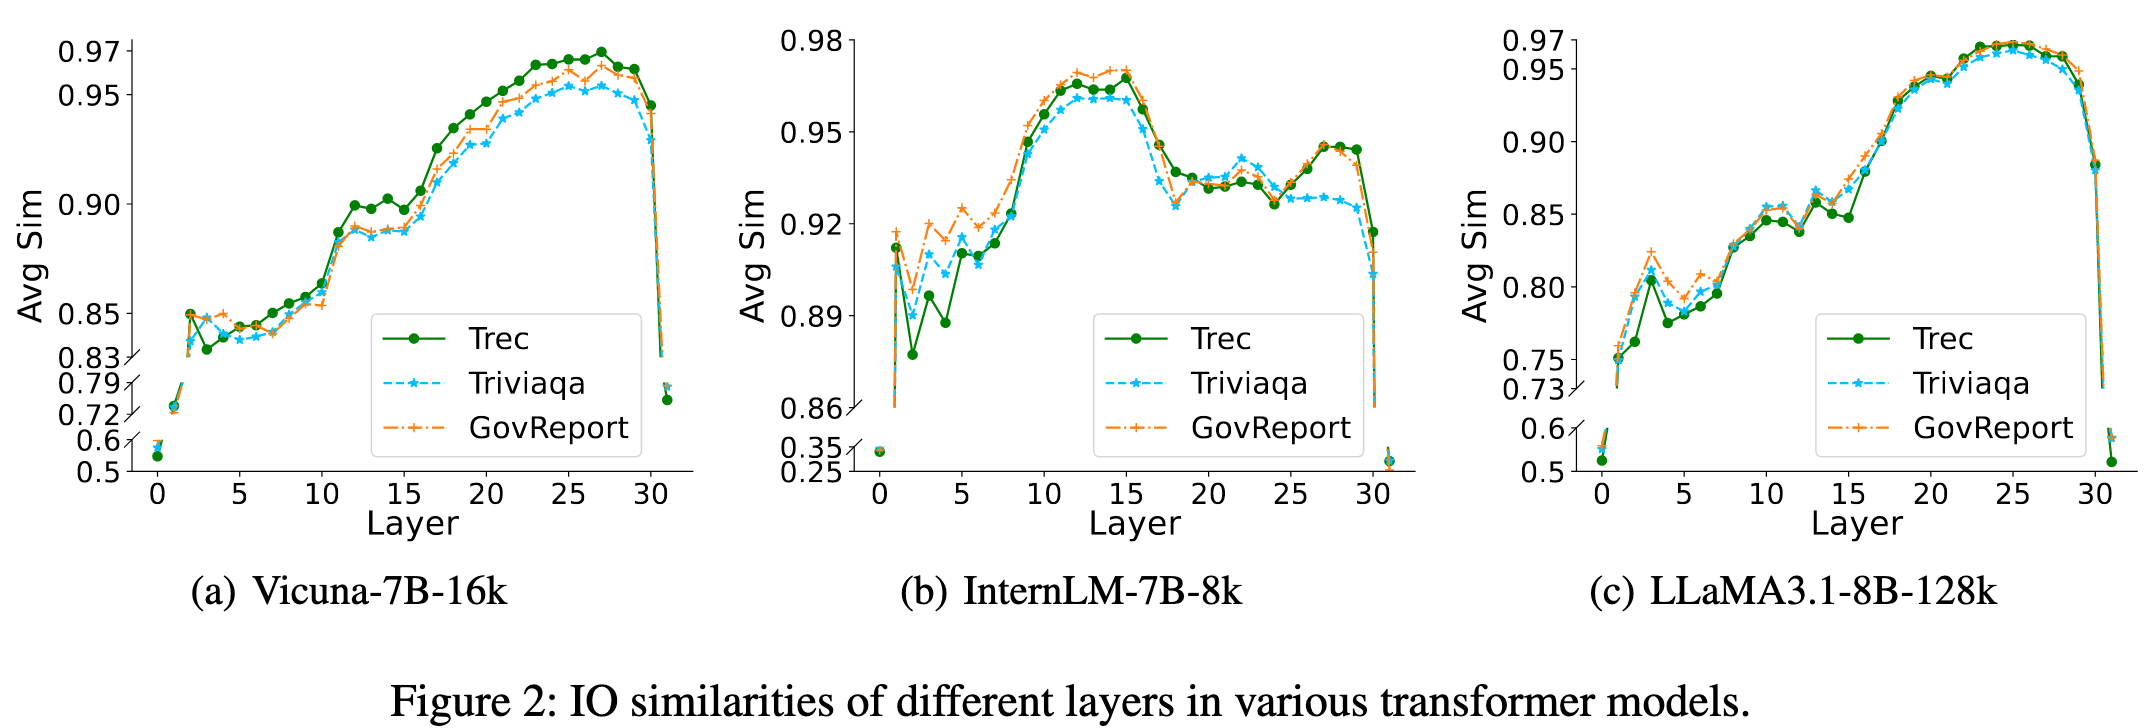 Avg Sim
0.97
0.95
0.90
0.85
0.83
0.79
0.72
0.6
0.5
Trec
Triviaqa
GovReport
0 5 10 15 20 25 30
Layer
(a) Vicuna-7B-16k
Avg Sim
0.98
0.95
0.92
0.89
0.86
0.35
0.25
Trec
Triviaqa
GovReport
0 5 10 15 20 25 30
Layer
(b) InternLM-7B-8k
Avg Sim
0.97
0.95
0.90
0.85
0.80
0.75
0.73
0.6
0.5
Trec
Triviaqa
GovReport
0 5 10 15 20 25 30
Layer
(c) LLaMA3.1-8B-128k
Figure 2: IO similarities of different layers in various transformer models.